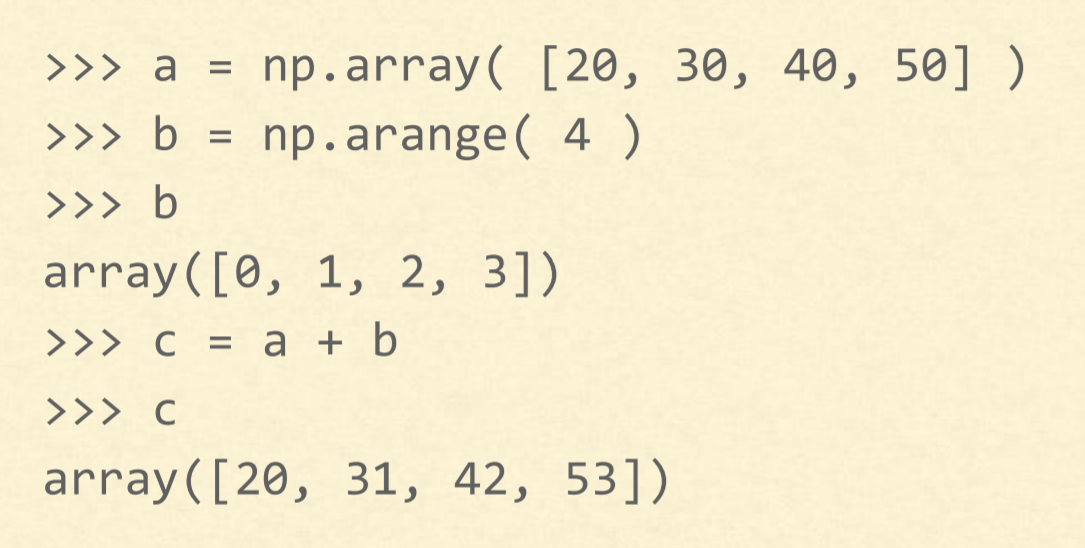 >>> a = np.array( [20, 30, 40, 50] )
>>> b = np.arange( 4 )
>>> b
array([0, 1, 2, 3])
>>> c = a + b
>>> c
array([20, 31, 42, 53])